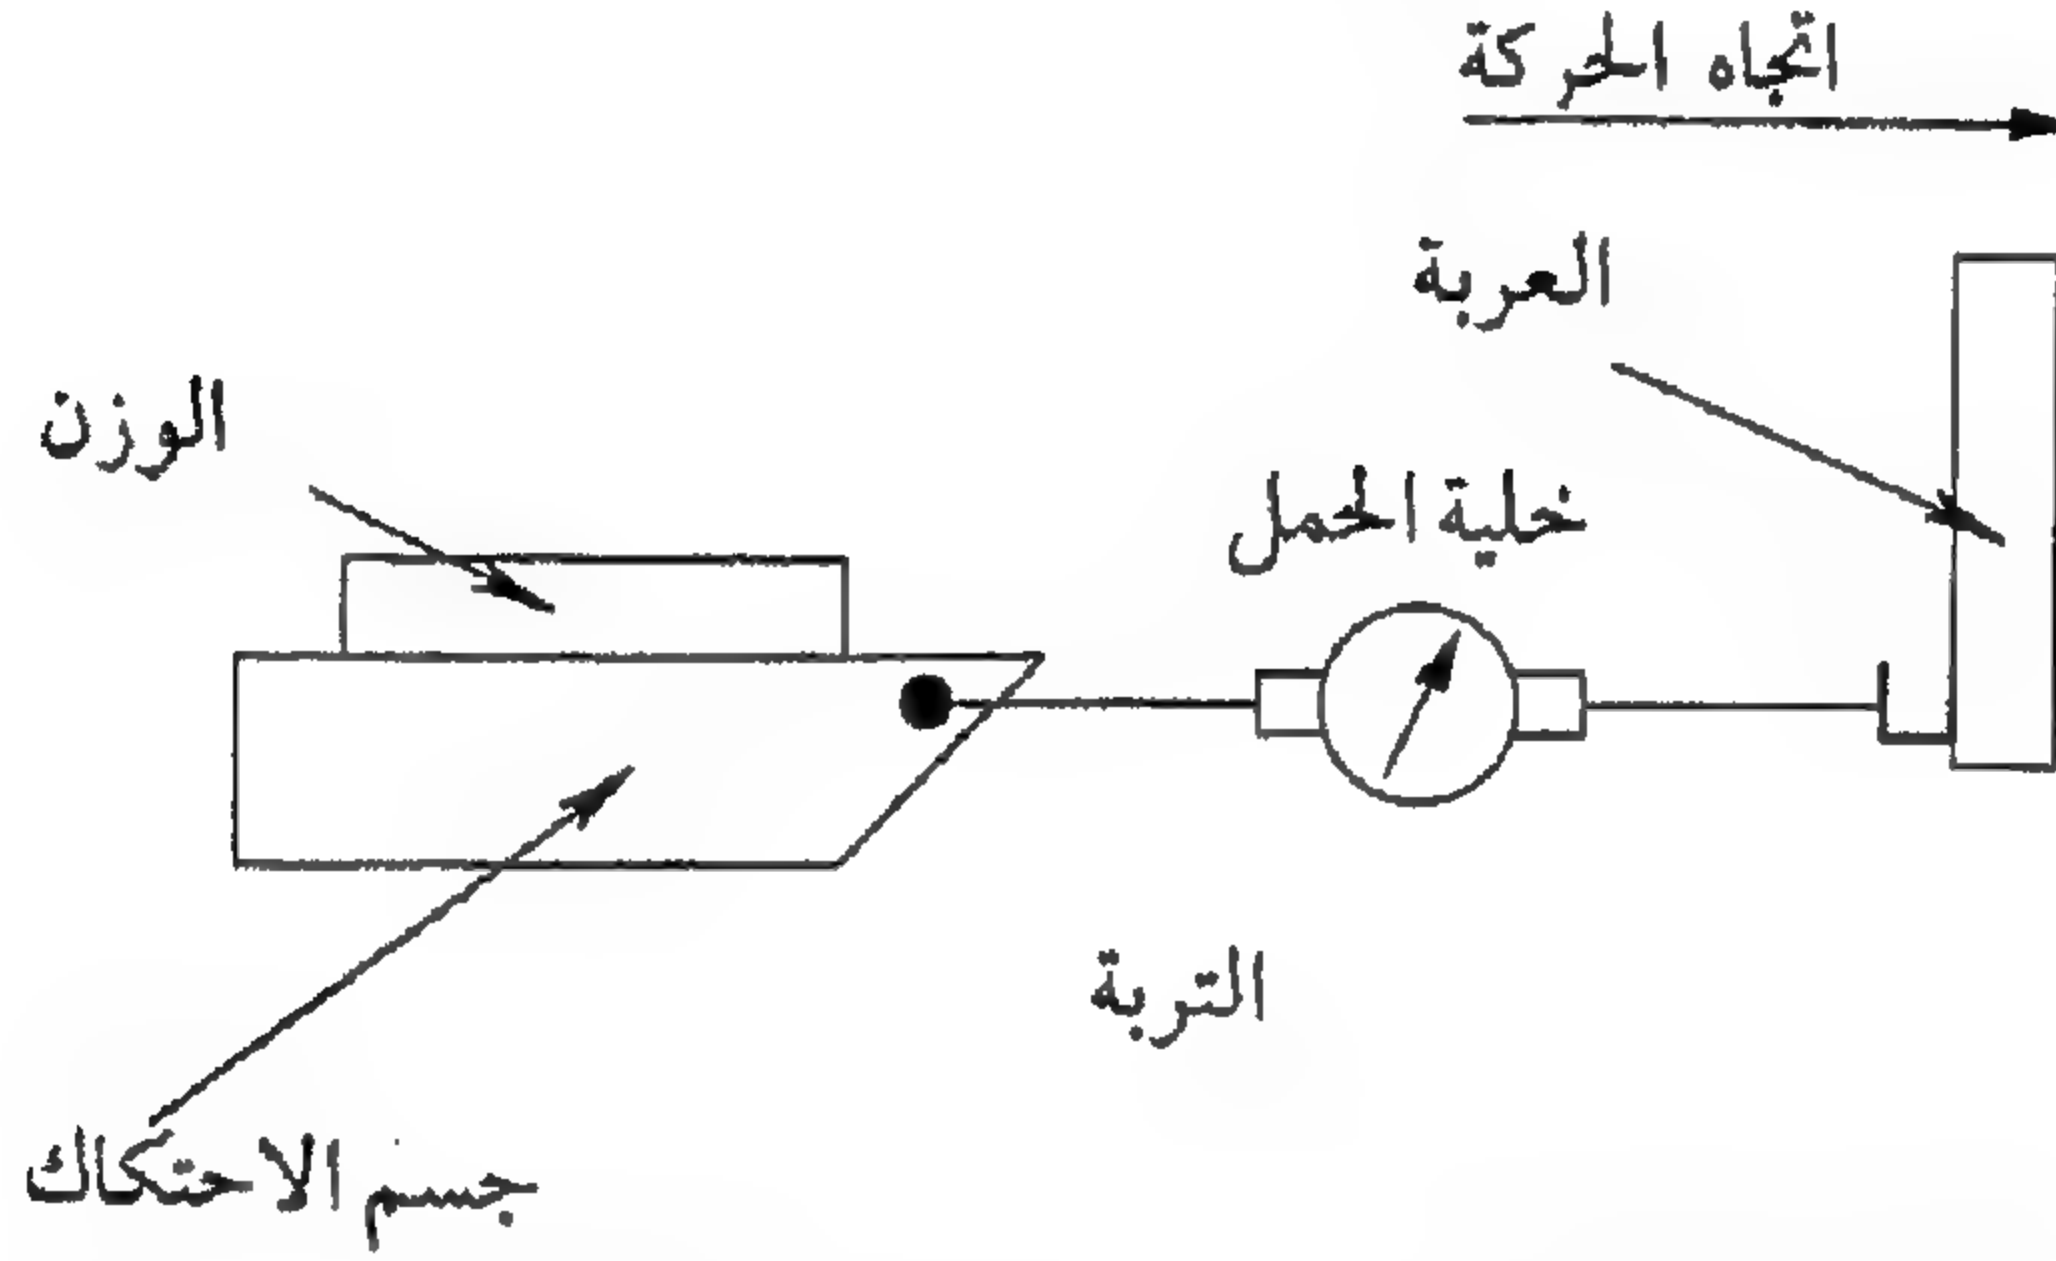 اتجاه الحركة
العربة
الوزن
خلية الحمل
التربة
جسم الاحتكاك